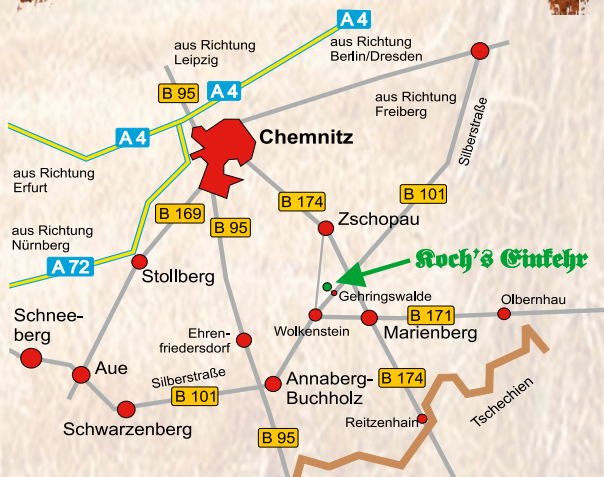 A 4
aus Richtung
Leipzig
aus Richtung
Berlin/Dresden
B 95
A 4
aus Richtung
Freiberg
Silberstraße
A 4
Chemnitz
aus Richtung
Erfurt
B 101
B 174
B 169
B 95
Zschopau
aus Richtung
Nürnberg
A 72
Stollberg
Koch's Einkehr
Gehringswalde
Olbernhau
Schnee-
berg
Wolkenstein
B 171
Marienberg
Ehren-
friedersdorf
Aue
Silberstraße
B 101
Annaberg-
Buchholz
B 174
Tschechien
Schwarzenberg
Reitzenhain
B 95